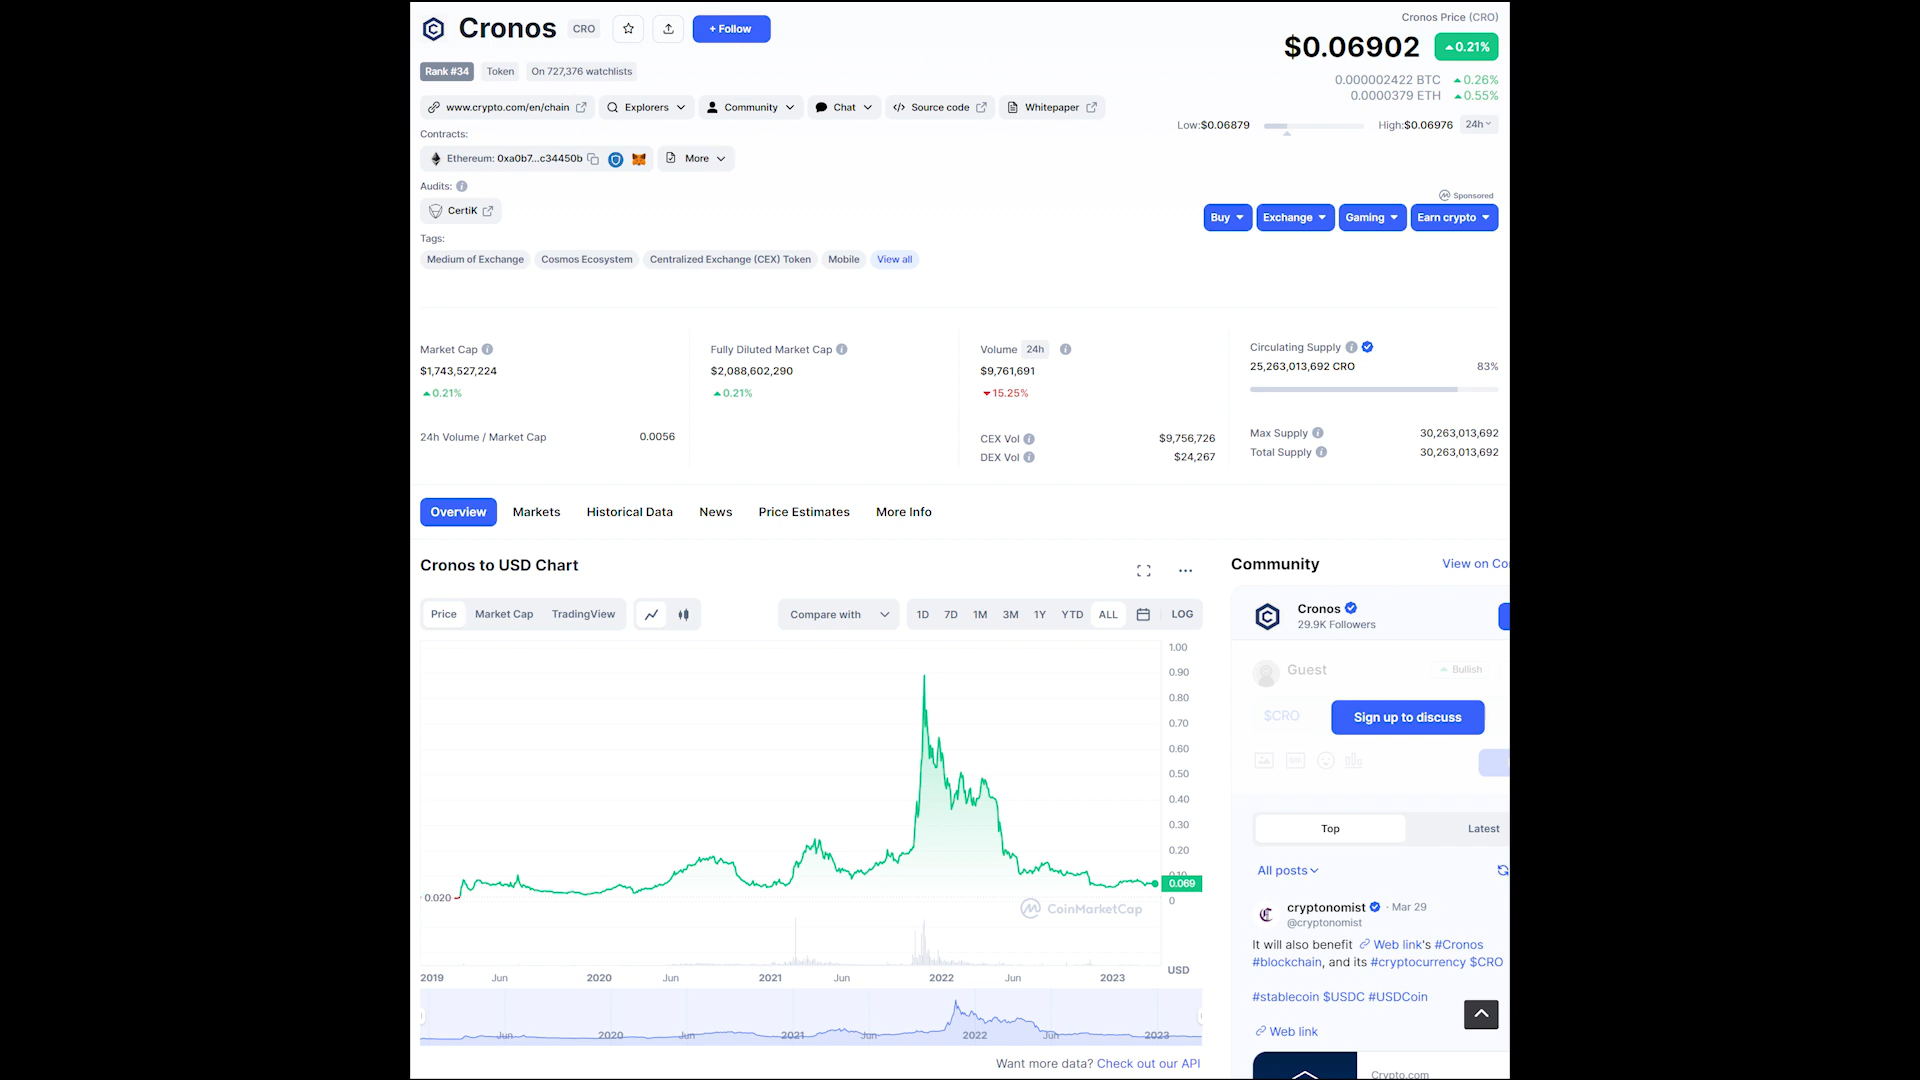 Cronos CRO + Follow
Cronos Price (CRO)
$0.06902 0.21%
Rank #34 Token On 727,376 watchlists
0.000002422 BTC 0.26%
0.0000379 ETH 0.55%
www.crypto.com/en/chain Explorers Community Chat Source code Whitepaper
Low:$0.06879 High:$0.06976 24h
Contracts:
Ethereum: 0xa0b7...c34450b More
Audits:
CertiK
Sponsored
Buy Exchange Gaming Earn crypto
Tags:
Medium of Exchange Cosmos Ecosystem Centralized Exchange (CEX) Token Mobile View all
Market Cap
$1,743,527,224
0.21%
24h Volume / Market Cap 0.0056
Fully Diluted Market Cap
$2,088,602,290
0.21%
Volume 24h
$9,761,691
15.25%
CEX Vol $9,756,726
DEX Vol $24,267
Circulating Supply
25,263,013,692 CRO 83%
Max Supply 30,263,013,692
Total Supply 30,263,013,692
Overview Markets Historical Data News Price Estimates More Info
Cronos to USD Chart
Price Market Cap TradingView Compare with 1D 7D 1M 3M 1Y YTD ALL LOG
1.00
0.90
0.80
0.70
0.60
0.50
0.40
0.30
0.20
0.10
0.069
0
0.020
CoinMarketCap
USD
2019 Jun 2020 Jun 2021 Jun 2022 Jun 2023
Jun 2020 Jun 2021 Jun 2022 Jun 2023
Want more data? Check out our API
Community View on Co
Cronos
29.9K Followers
Guest Bullish
$CRO Sign up to discuss
GIF
Top Latest
All posts
cryptonomist · Mar 29
@cryptonomist
It will also benefit Web link's #Cronos
#blockchain, and its #cryptocurrency $CRO
#stablecoin $USDC #USDCoin
Web link
Crypto.com